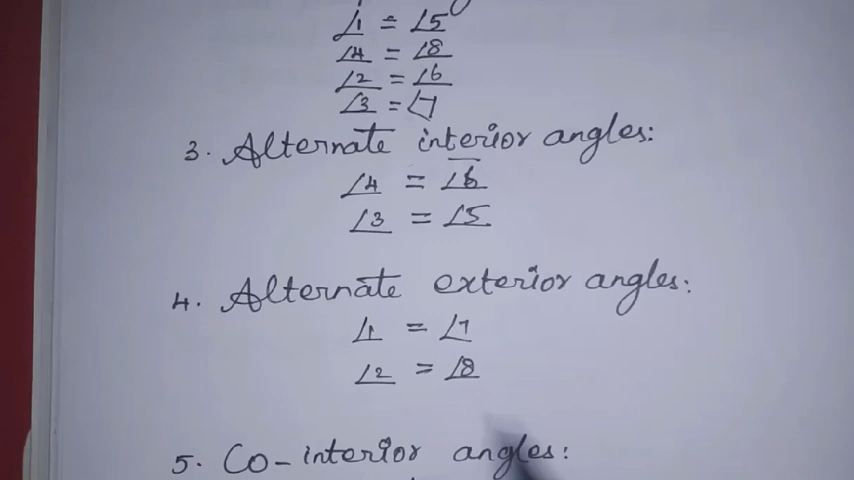 ∠1 = ∠5
∠4 = ∠8
∠2 = ∠6
∠3 = ∠7
3. Alternate interior angles:
∠4 = ∠6
∠3 = ∠5
4. Alternate exterior angles:
∠1 = ∠7
∠2 = ∠8
5. Co-interior angles: